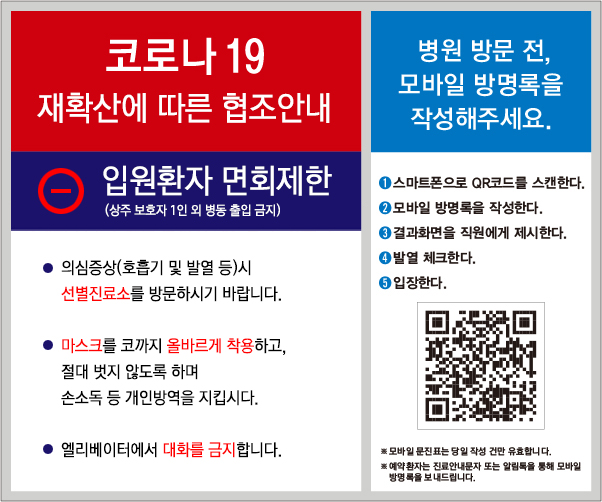 코로나 19
재확산에 따른 협조안내
입원환자 면회제한
(상주 보호자 1인 외 병동 출입 금지)
● 의심증상(호흡기 및 발열 등)시
선별진료소를 방문하시기 바랍니다.
● 마스크를 코까지 올바르게 착용하고,
절대 벗지 않도록 하며
손소독 등 개인방역을 지킵시다.
● 엘리베이터에서 대화를 금지합니다.
병원 방문 전,
모바일 방명록을
작성해주세요.
❶ 스마트폰으로 QR코드를 스캔한다.
❷ 모바일 방명록을 작성한다.
❸ 결과화면을 직원에게 제시한다.
❹ 발열 체크한다.
❺ 입장한다.
※ 모바일 문진표는 당일 작성 건만 유효합니다.
※ 예약환자는 진료안내문자 또는 알림톡을 통해 모바일
방명록을 보내드립니다.